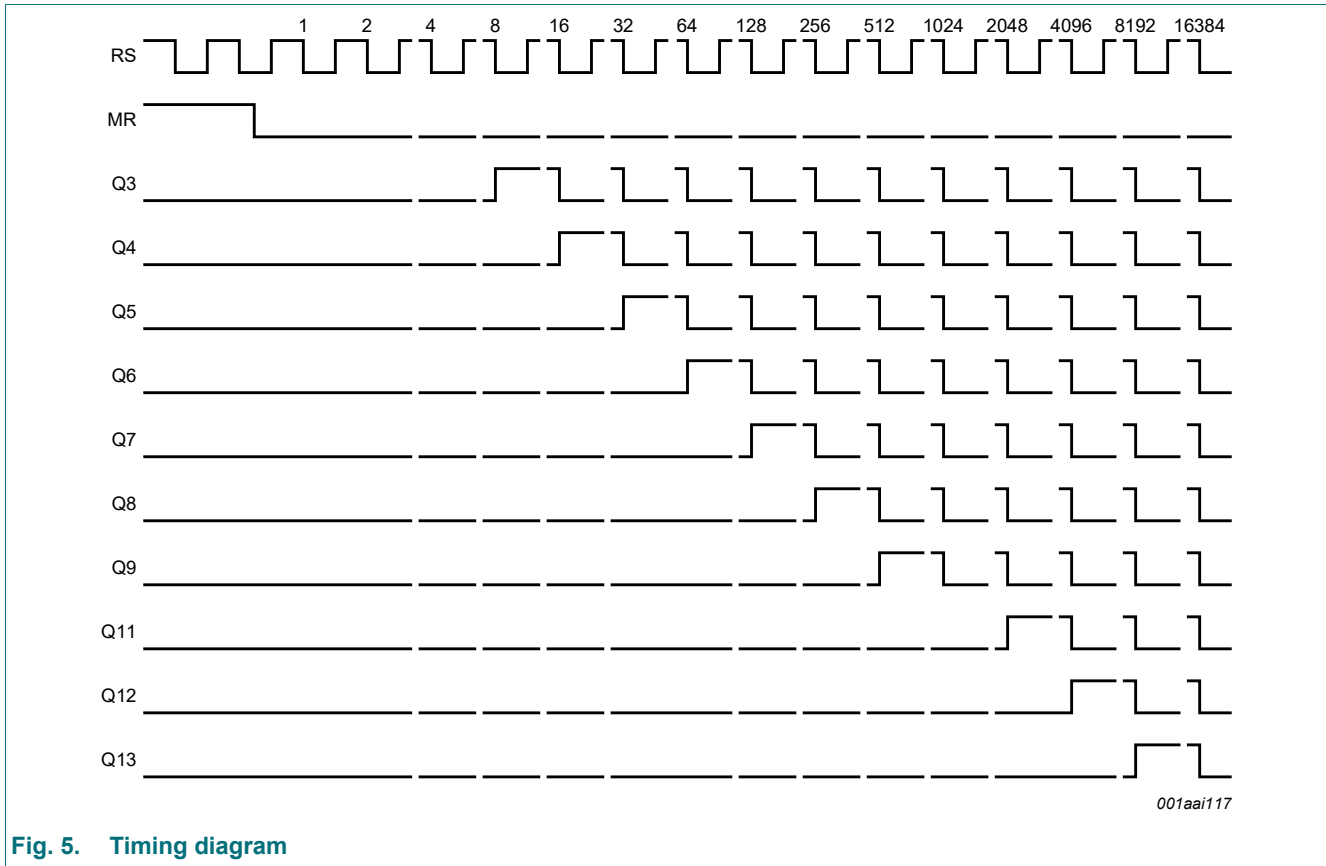 1 2 4 8 16 32 64 128 256 512 1024 2048 4096 8192 16384
RS
MR
Q3
Q4
Q5
Q6
Q7
Q8
Q9
Q11
Q12
Q13
001aai117
Fig. 5. Timing diagram